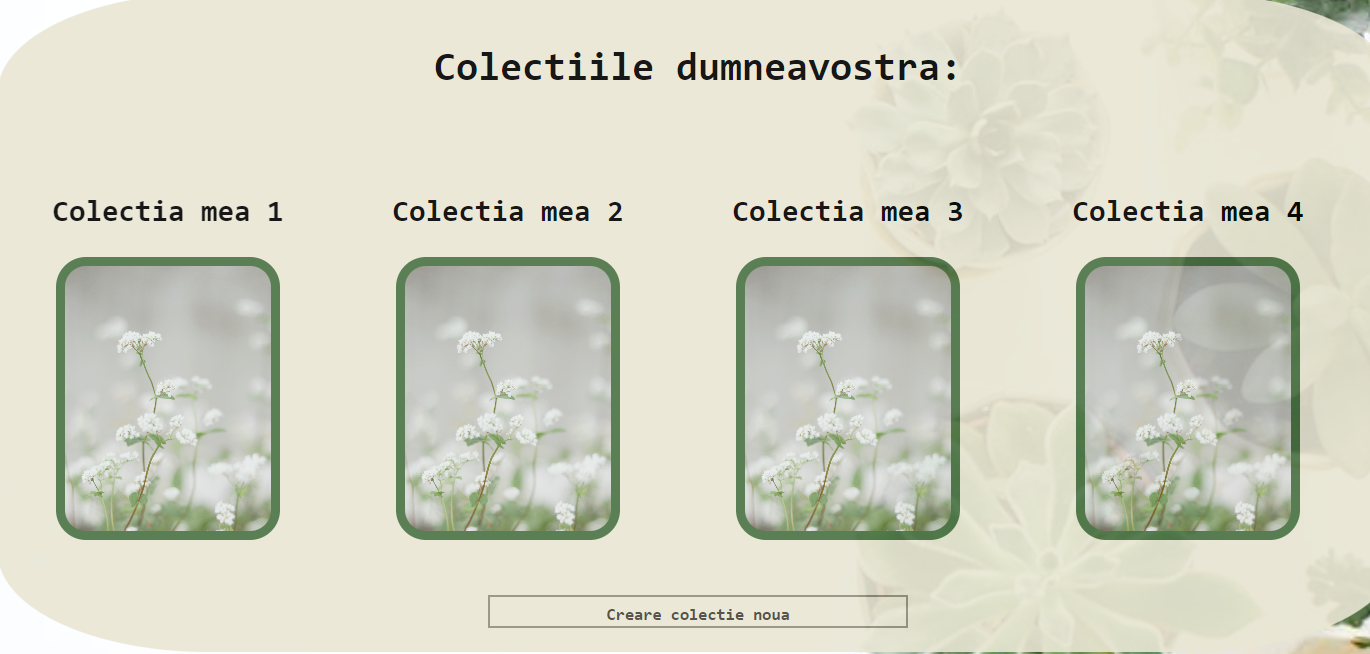 Colectiile dumneavostra:
Colectia mea 1
Colectia mea 2
Colectia mea 3
Colectia mea 4
Creare colectie noua